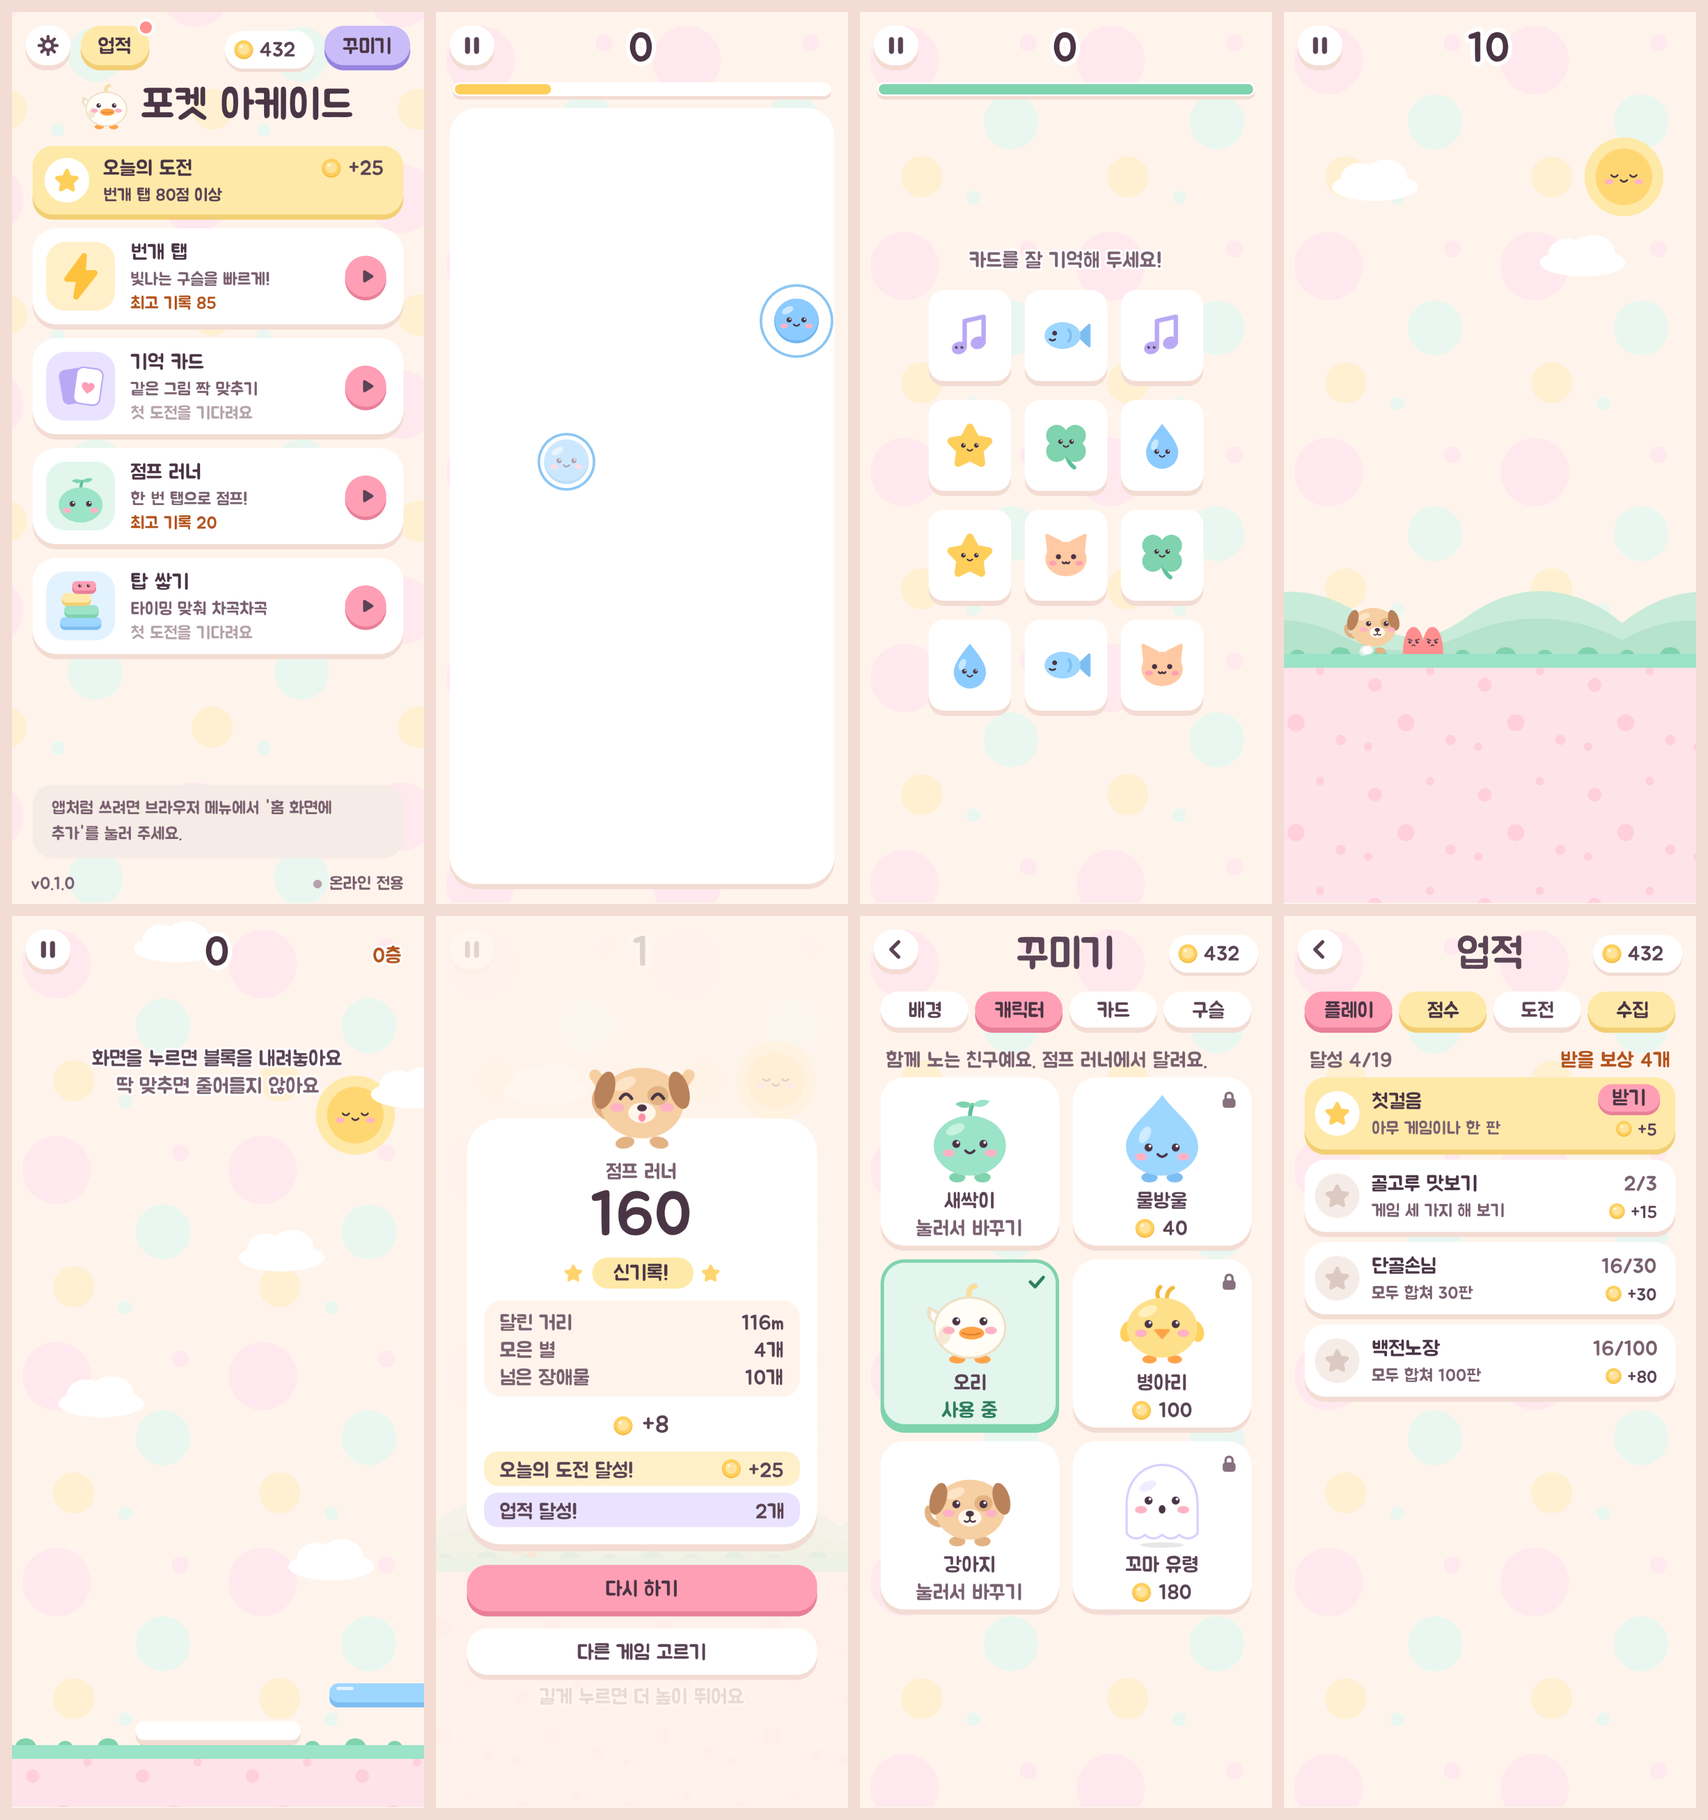 업적
432
꾸미기
포켓 아케이드
오늘의 도전
+25
번개 탭 80점 이상
번개 탭
빛나는 구슬을 빠르게!
최고 기록 85
기억 카드
같은 그림 짝 맞추기
첫 도전을 기다려요
점프 러너
한 번 탭으로 점프!
최고 기록 20
탑 쌓기
타이밍 맞춰 차곡차곡
첫 도전을 기다려요
앱처럼 쓰려면 브라우저 메뉴에서 '홈 화면에
추가'를 눌러 주세요.
v0.1.0
온라인 전용
0
0
카드를 잘 기억해 두세요!
10
0
0층
화면을 누르면 블록을 내려놓아요
딱 맞추면 줄어들지 않아요
1
점프 러너
160
신기록!
달린 거리
116m
모은 별
4개
넘은 장애물
10개
+8
오늘의 도전 달성!
+25
업적 달성!
2개
다시 하기
다른 게임 고르기
길게 누르면 더 높이 뛰어요
꾸미기
432
배경
캐릭터
카드
구슬
함께 노는 친구예요. 점프 러너에서 달려요.
새싹이
눌러서 바꾸기
물방울
40
오리
사용 중
병아리
100
강아지
눌러서 바꾸기
꼬마 유령
180
업적
432
플레이
점수
도전
수집
달성 4/19
받을 보상 4개
첫걸음
받기
아무 게임이나 한 판
+5
골고루 맛보기
2/3
게임 세 가지 해 보기
+15
단골손님
16/30
모두 합쳐 30판
+30
백전노장
16/100
모두 합쳐 100판
+80